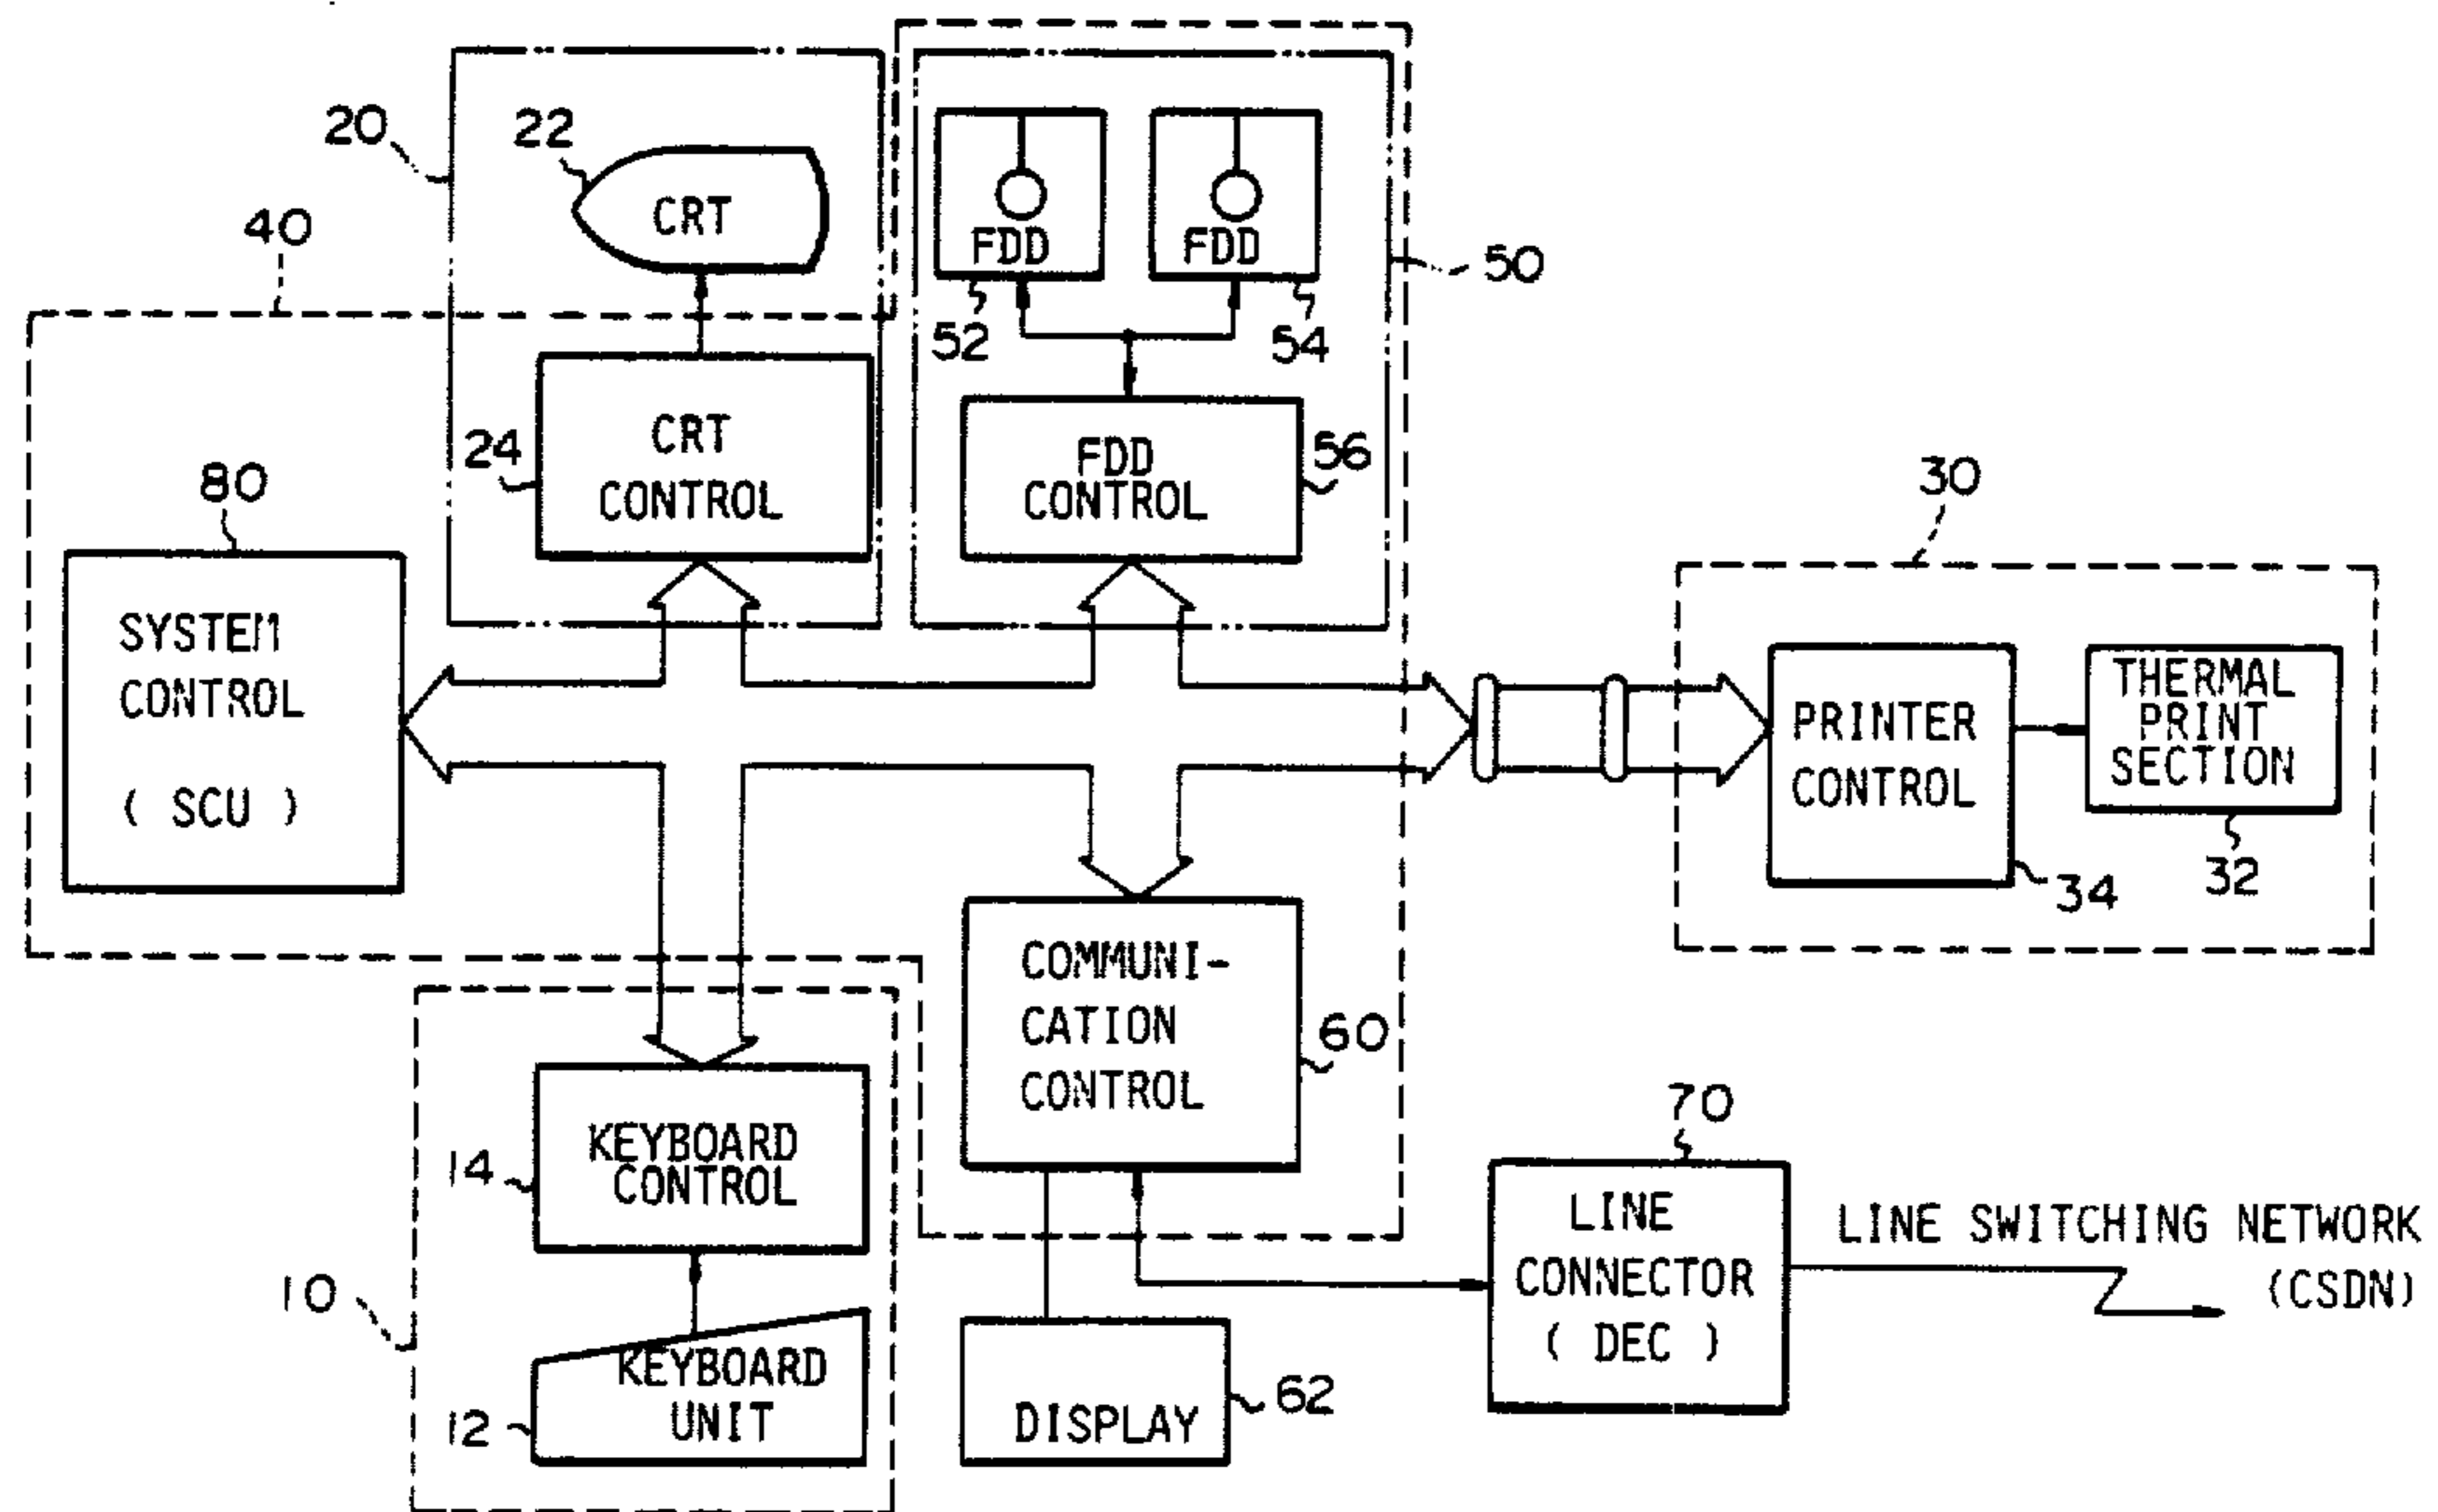 20
22
CRT
FDD
FDD
50
40
52
54
24
CRT
CONTROL
FDD
CONTROL
56
80
SYSTEM
CONTROL
( SCU )
30
PRINTER
CONTROL
THERMAL
PRINT
SECTION
34
32
COMMUNI-
CATION
CONTROL
60
14
KEYBOARD
CONTROL
10
12
KEYBOARD
UNIT
DISPLAY
62
70
LINE
CONNECTOR
( DEC )
LINE SWITCHING NETWORK
(CSDN)